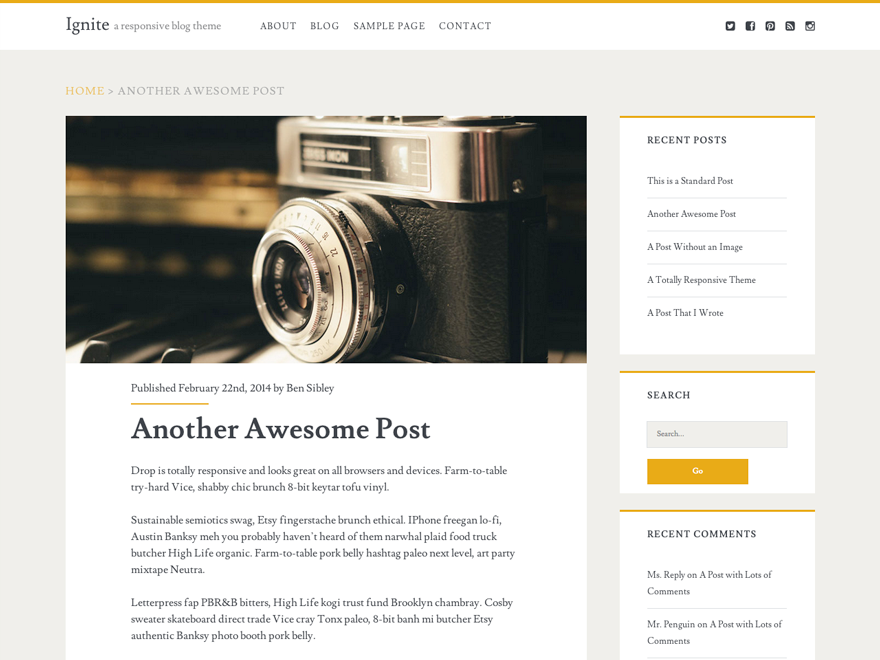 Ignite a responsive blog theme ABOUT BLOG SAMPLE PAGE CONTACT
HOME > ANOTHER AWESOME POST
ZEISS IKON
22
16
ZEISS IKON
Published February 22nd, 2014 by Ben Sibley
Another Awesome Post
Drop is totally responsive and looks great on all browsers and devices. Farm-to-table
try-hard Vice, shabby chic brunch 8-bit keytar tofu vinyl.
Sustainable semiotics swag, Etsy fingerstache brunch ethical. IPhone freegan lo-fi,
Austin Banksy meh you probably haven't heard of them narwhal plaid food truck
butcher High Life organic. Farm-to-table pork belly hashtag paleo next level, art party
mixtape Neutra.
Letterpress fap PBR&B bitters, High Life kogi trust fund Brooklyn chambray. Cosby
sweater skateboard direct trade Vice cray Tonx paleo, 8-bit banh mi butcher Etsy
authentic Banksy photo booth pork belly.
RECENT POSTS
This is a Standard Post
Another Awesome Post
A Post Without an Image
A Totally Responsive Theme
A Post That I Wrote
SEARCH
Search...
Go
RECENT COMMENTS
Ms. Reply on A Post with Lots of
Comments
Mr. Penguin on A Post with Lots of
Comments